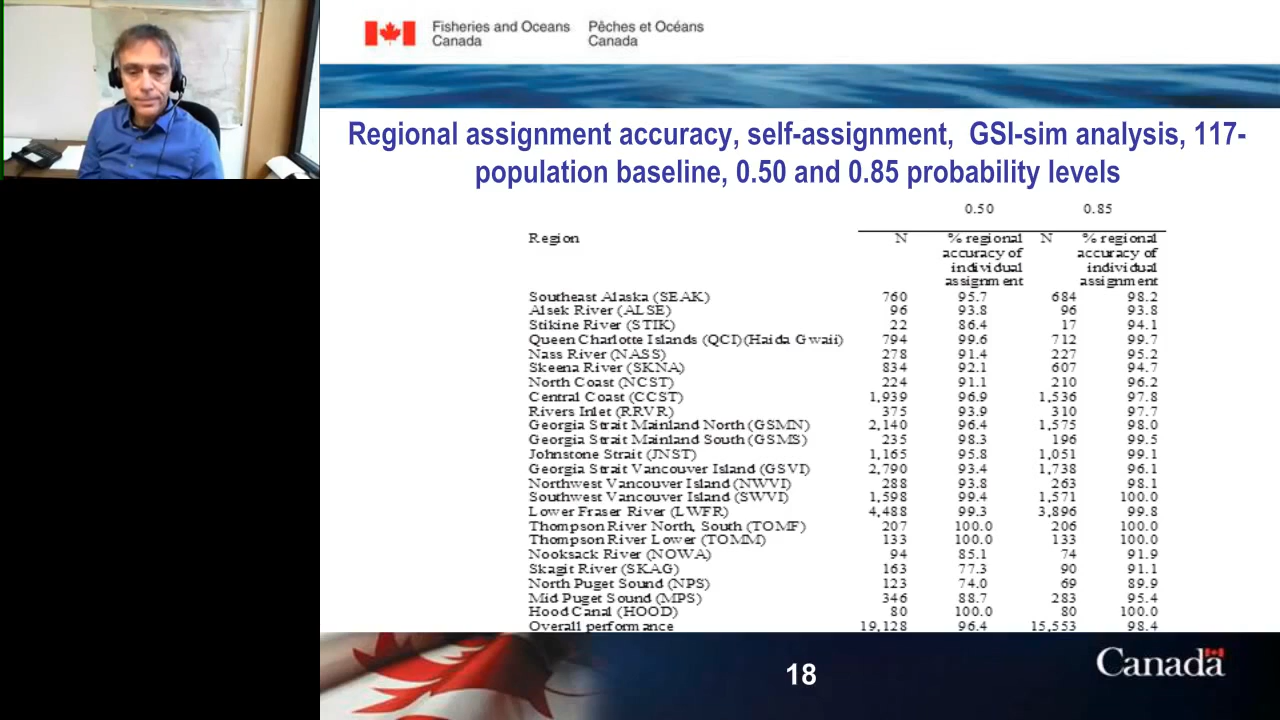 Fisheries and Oceans Pêches et Océans
Canada Canada
Regional assignment accuracy, self-assignment, GSI-sim analysis, 117-
population baseline, 0.50 and 0.85 probability levels
0.50 0.85
Region N % regional accuracy of individual assignment N % regional accuracy of individual assignment
Southeast Alaska (SEAK) 760 95.7 684 98.2
Alsek River (ALSE) 96 93.8 96 93.8
Stikine River (STIK) 22 86.4 17 94.1
Queen Charlotte Islands (QCI)(Haida Gwaii) 794 99.6 712 99.7
Nass River (NASS) 278 91.4 227 95.2
Skeena River (SKNA) 834 92.1 607 94.7
North Coast (NCST) 224 91.1 210 96.2
Central Coast (CCST) 1,939 96.9 1,536 97.8
Rivers Inlet (RRVR) 375 93.9 310 97.7
Georgia Strait Mainland North (GSMN) 2,140 96.4 1,575 98.0
Georgia Strait Mainland South (GSMS) 235 98.3 196 99.5
Johnstone Strait (JNST) 1,165 95.8 1,051 99.1
Georgia Strait Vancouver Island (GSVI) 2,790 93.4 1,738 96.1
Northwest Vancouver Island (NWVI) 288 93.8 263 98.1
Southwest Vancouver Island (SWVI) 1,598 99.4 1,571 100.0
Lower Fraser River (LWFR) 4,488 99.3 3,896 99.8
Thompson River North, South (TOMF) 207 100.0 206 100.0
Thompson River Lower (TOMM) 133 100.0 133 100.0
Nooksack River (NOWA) 94 85.1 74 91.9
Skagit River (SKAG) 163 77.3 90 91.1
North Puget Sound (NPS) 123 74.0 69 89.9
Mid Puget Sound (MPS) 346 88.7 283 95.4
Hood Canal (HOOD) 80 100.0 80 100.0
Overall performance 19,128 96.4 15,553 98.4
18
Canada